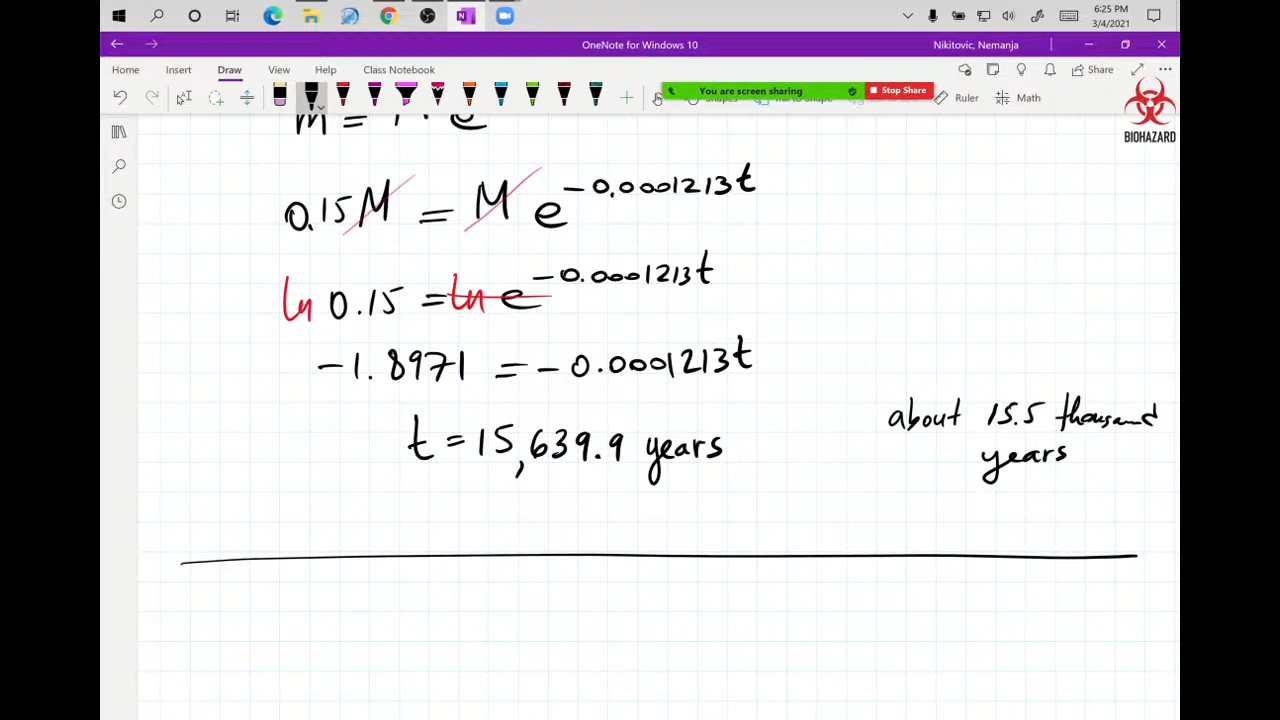 6:25 PM
3/4/2021
OneNote for Windows 10
Nikitovic, Nemanja
Home Insert Draw View Help Class Notebook
Share
You are screen sharing
Stop Share
Shapes
Ruler
Math
BIOHAZARD
m = M e
0.15M = M e^-0.0001213t
ln 0.15 = ln e^-0.0001213t
-1.8971 = -0.0001213t
t = 15,639.9 years
about 15.5 thousand
years